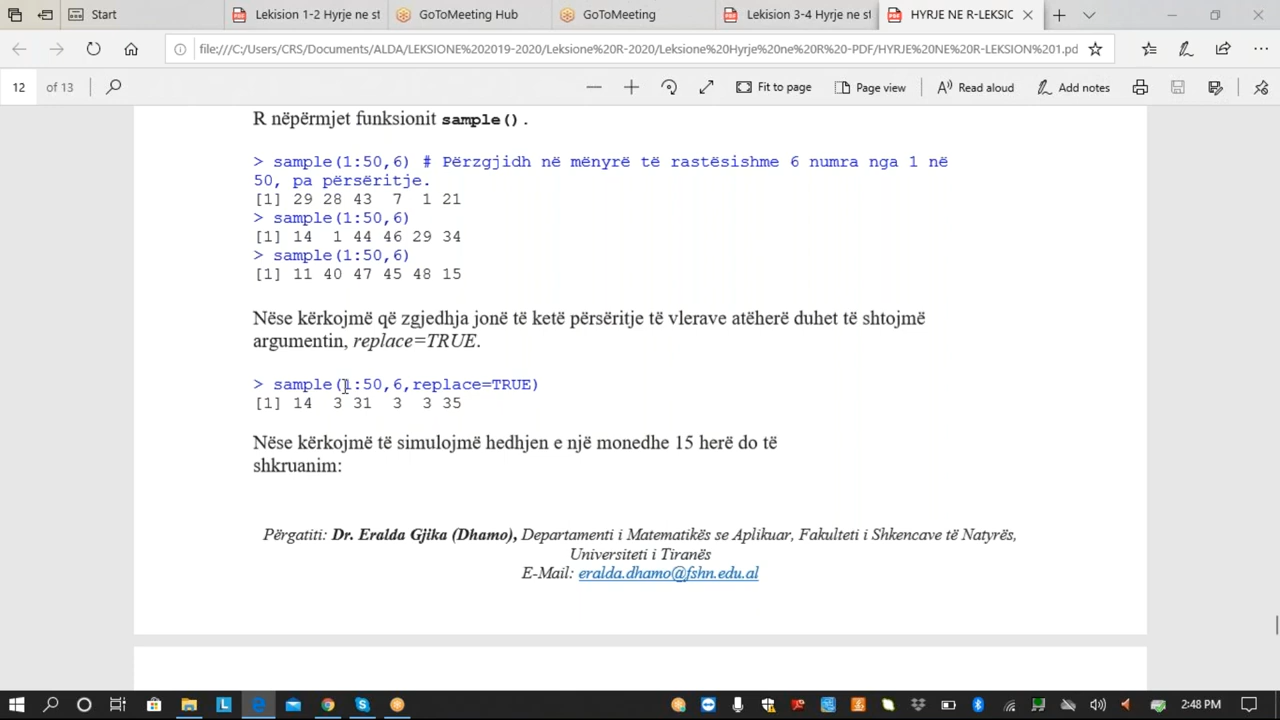 Start
Lekision 1-2 Hyrje ne st
GoToMeeting Hub
GoToMeeting
Lekision 3-4 Hyrje ne st
HYRJE NE R-LEKSIC
file:///C:/Users/CRS/Documents/ALDA/LEKSIONE%202019-2020/Leksione%20R-2020/Leksione%20Hyrje%20ne%20R%20-PDF/HYRJE%20NE%20R-LEKSION%201.pd
12 of 13
Fit to page
Page view
Read aloud
Add notes
R nëpërmjet funksionit sample().
> sample(1:50,6) # Përzgjidh në mënyrë të rastësishme 6 numra nga 1 në
50, pa përsëritje.
[1] 29 28 43 7 1 21
> sample(1:50,6)
[1] 14 1 44 46 29 34
> sample(1:50,6)
[1] 11 40 47 45 48 15
Nëse kërkojmë që zgjedhja jonë të ketë përsëritje të vlerave atëherë duhet të shtojmë
argumentin, replace=TRUE.
> sample(1:50,6,replace=TRUE)
[1] 14 3 31 3 3 35
Nëse kërkojmë të simulojmë hedhjen e një monedhe 15 herë do të
shkruanim:
Përgatiti: Dr. Eralda Gjika (Dhamo), Departamenti i Matematikës se Aplikuar, Fakulteti i Shkencave të Natyrës,
Universiteti i Tiranës
E-Mail: eralda.dhamo@fshn.edu.al
2:48 PM